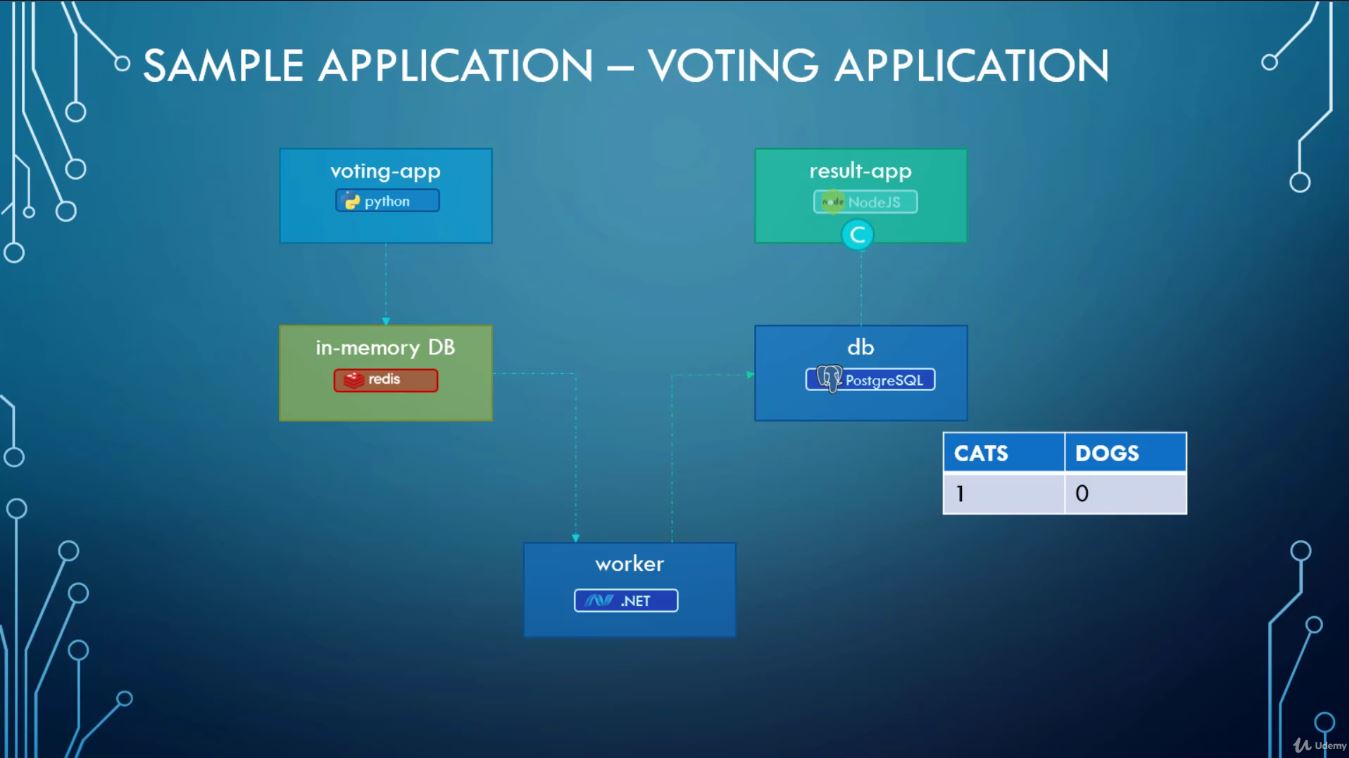 SAMPLE APPLICATION – VOTING APPLICATION
voting-app
python
result-app
node NodeJS
C
in-memory DB
redis
db
PostgreSQL
CATS DOGS
1 0
worker
.NET
Udemy